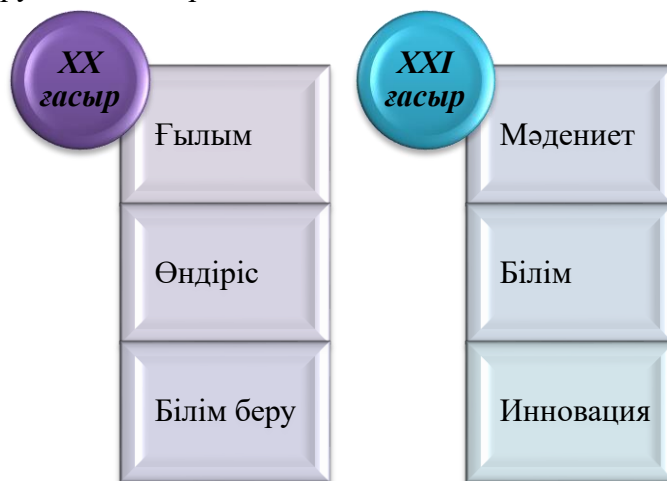 XX
ғасыр
Ғылым
Өндіріс
Білім беру
XXI
ғасыр
Мәдениет
Білім
Инновация